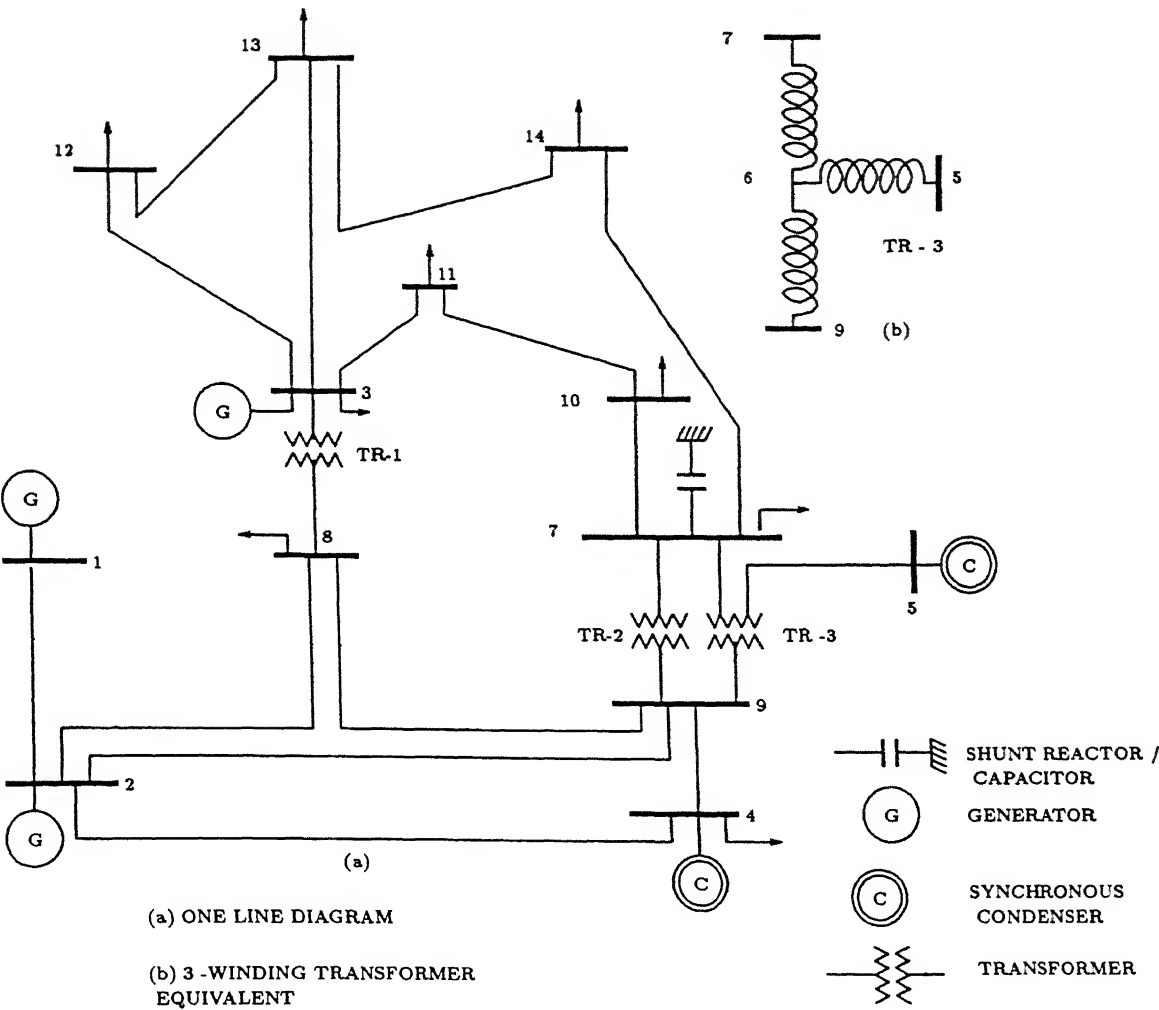 13
7
14
12
6
5
TR - 3
11
9
(b)
3
10
G
TR-1
G
7
8
1
C
5
TR-2
TR -3
9
SHUNT REACTOR /
CAPACITOR
2
4
G
GENERATOR
G
(a)
C
C
SYNCHRONOUS
CONDENSER
(a) ONE LINE DIAGRAM
TRANSFORMER
(b) 3 -WINDING TRANSFORMER
EQUIVALENT